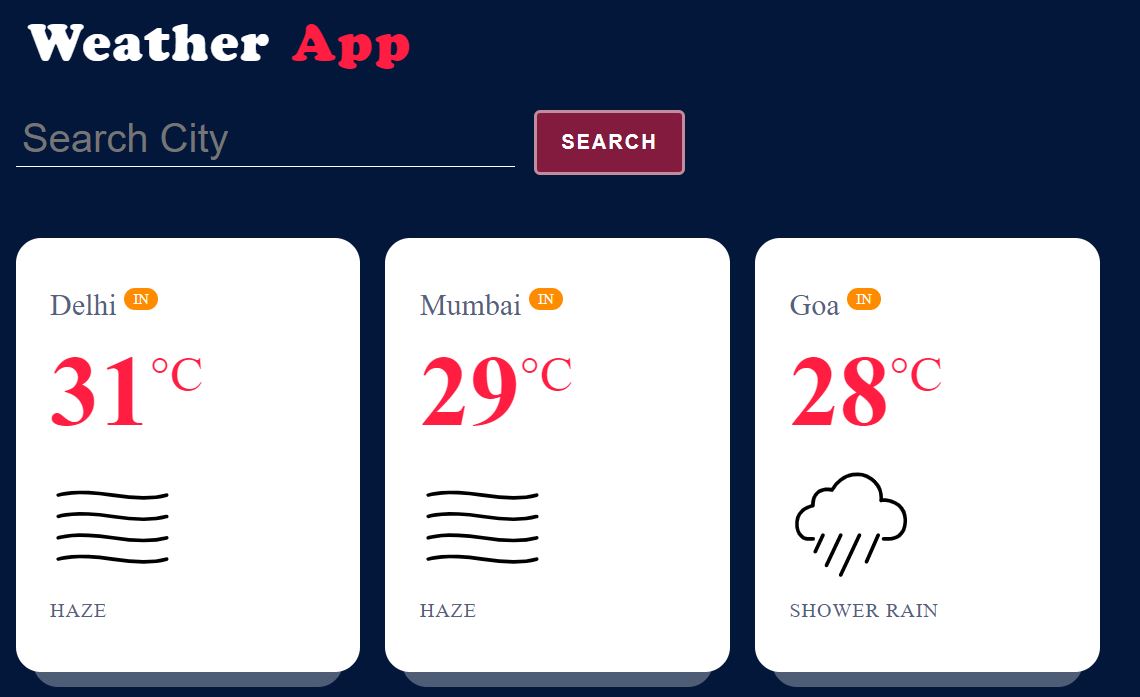 Weather App
Search City
SEARCH
Delhi IN
31°C
HAZE
Mumbai IN
29°C
HAZE
Goa IN
28°C
SHOWER RAIN